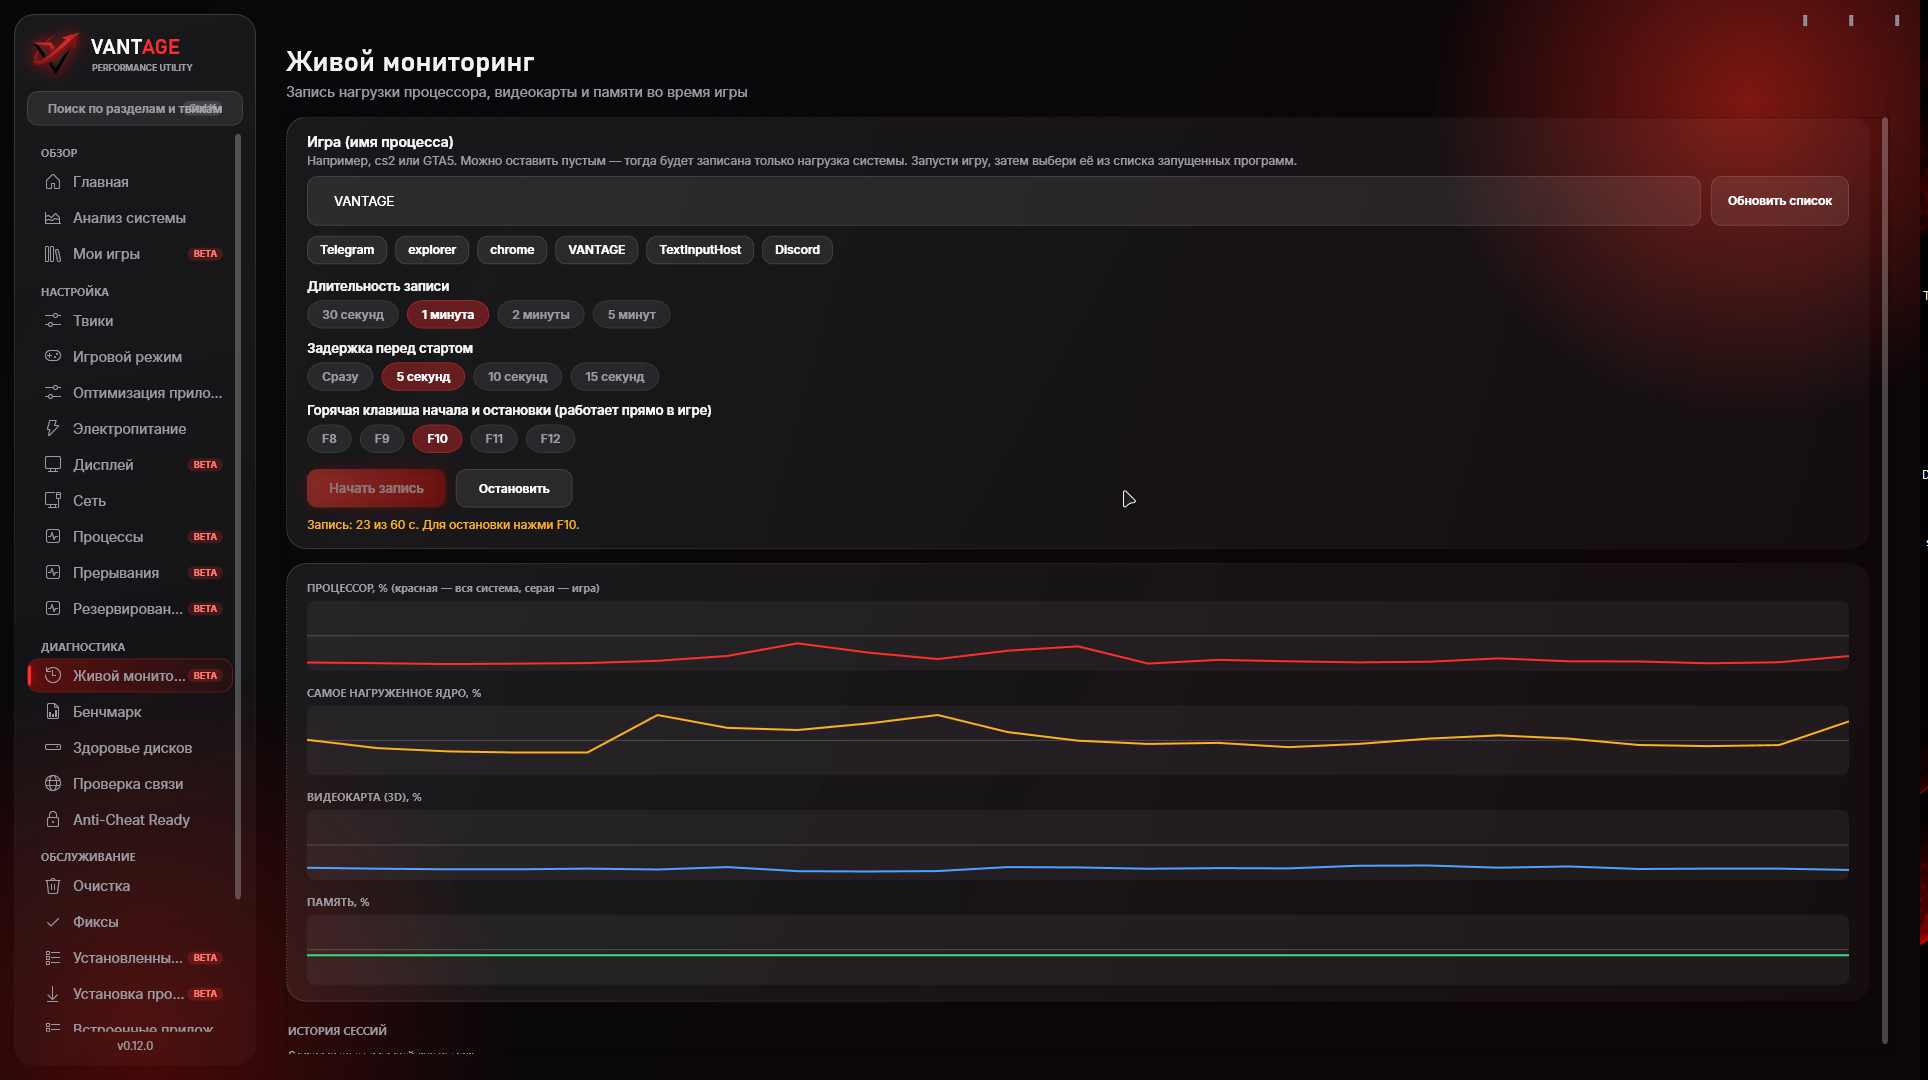 VANTAGE
PERFORMANCE UTILITY
Поиск по разделам и твикам
ОБЗОР
Главная
Анализ системы
Мои игры BETA
НАСТРОЙКА
Твики
Игровой режим
Оптимизация прило...
Электропитание
Дисплей BETA
Сеть
Процессы BETA
Прерывания BETA
Резервирован... BETA
ДИАГНОСТИКА
Живой монито... BETA
Бенчмарк
Здоровье дисков
Проверка связи
Anti-Cheat Ready
ОБСЛУЖИВАНИЕ
Очистка
Фиксы
Установленны... BETA
Установка про... BETA
Встроенные прилож
v0.12.0
Живой мониторинг
Запись нагрузки процессора, видеокарты и памяти во время игры
Игра (имя процесса)
Например, cs2 или GTA5. Можно оставить пустым — тогда будет записана только нагрузка системы. Запусти игру, затем выбери её из списка запущенных программ.
VANTAGE
Обновить список
Telegram explorer chrome VANTAGE TextInputHost Discord
Длительность записи
30 секунд 1 минута 2 минуты 5 минут
Задержка перед стартом
Сразу 5 секунд 10 секунд 15 секунд
Горячая клавиша начала и остановки (работает прямо в игре)
F8 F9 F10 F11 F12
Начать запись Остановить
Запись: 23 из 60 с. Для остановки нажми F10.
ПРОЦЕССОР, % (красная — вся система, серая — игра)
САМОЕ НАГРУЖЕННОЕ ЯДРО, %
ВИДЕОКАРТА (3D), %
ПАМЯТЬ, %
ИСТОРИЯ СЕССИЙ